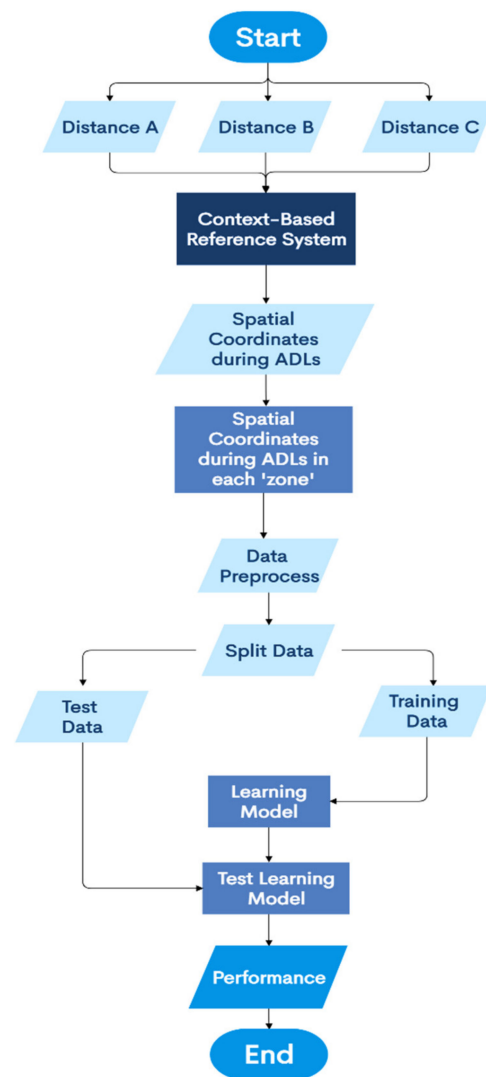 Start
Distance A
Distance B
Distance C
Context-Based
Reference System
Spatial
Coordinates
during ADLs
Spatial
Coordinates
during ADLs in
each 'zone'
Data
Preprocess
Split Data
Test
Data
Training
Data
Learning
Model
Test Learning
Model
Performance
End